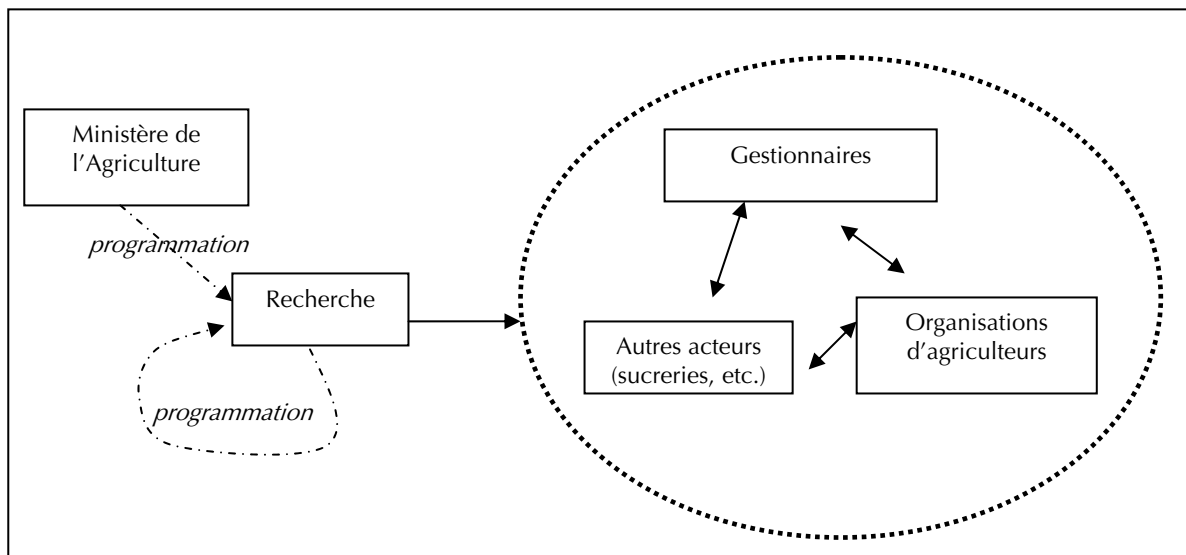 Ministère de
l'Agriculture
programmation
Recherche
programmation
Gestionnaires
Autres acteurs
(sucreries, etc.)
Organisations
d'agriculteurs